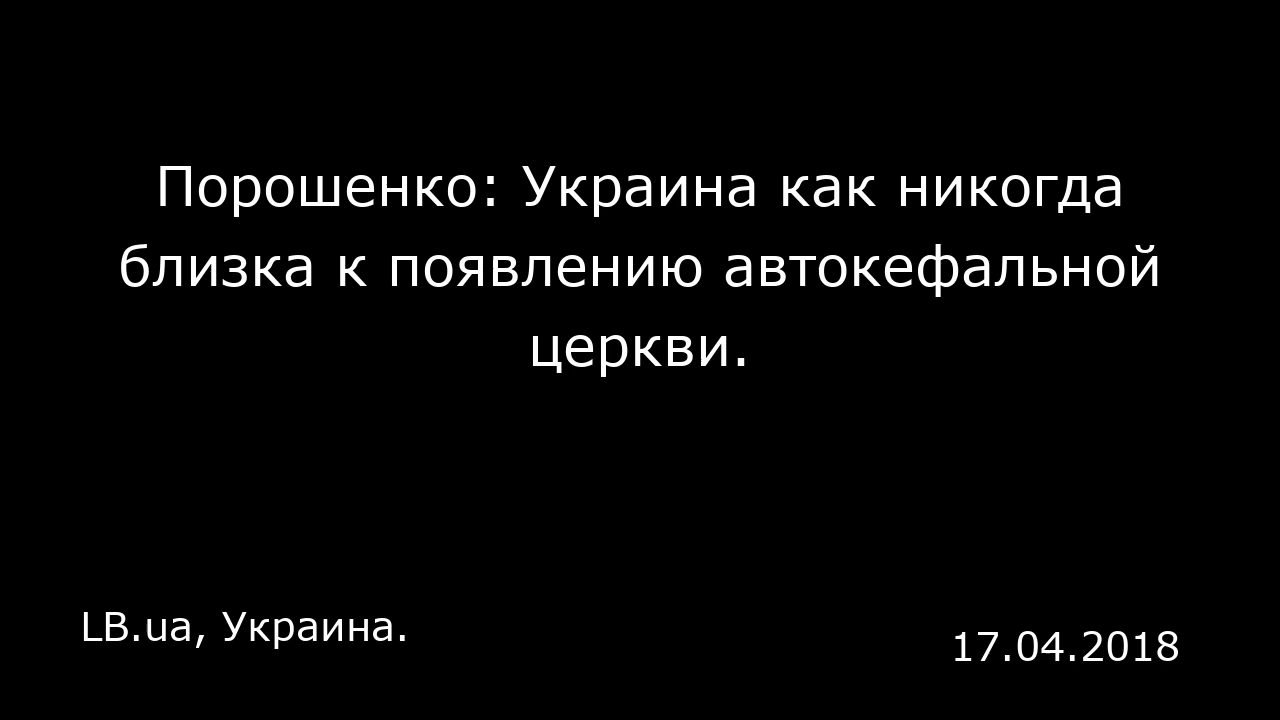 Порошенко: Украина как никогда
близка к появлению автокефальной
церкви.
LB.ua, Украина.
17.04.2018